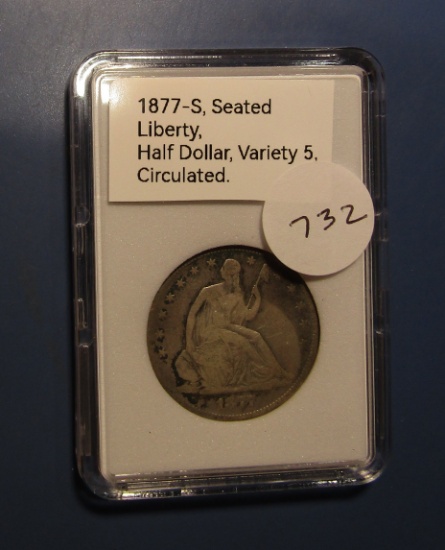 1877-S, Seated
Liberty,
Half Dollar, Variety 5.
Circulated.
732